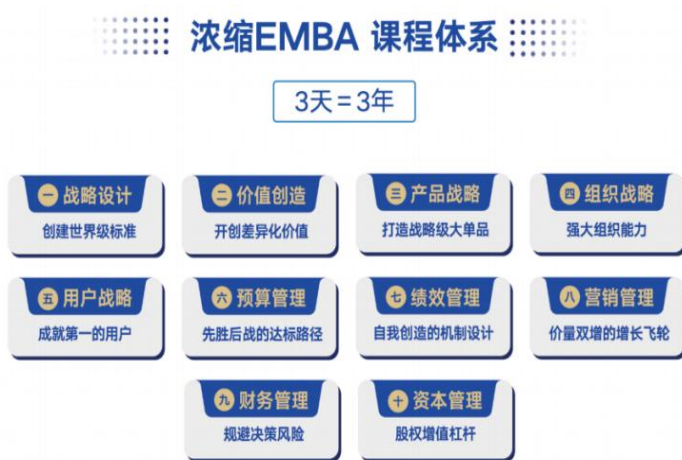 浓缩EMBA 课程体系
3天=3年
一 战略设计
创建世界级标准
二 价值创造
开创差异化价值
三 产品战略
打造战略级大单品
四 组织战略
强大组织能力
五 用户战略
成就第一的用户
六 预算管理
先胜后战的达标路径
七 绩效管理
自我创造的机制设计
八 营销管理
价量双增的增长飞轮
九 财务管理
规避决策风险
十 资本管理
股权增值杠杆